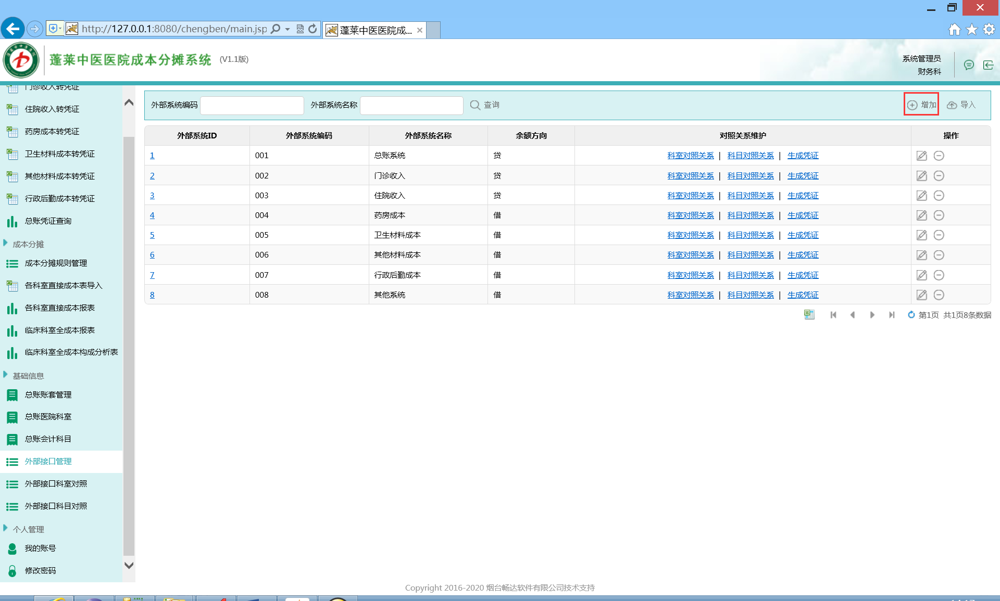 http://127.0.0.1:8080/chengben/main.jsp
蓬莱中医医院成...
蓬莱中医医院成本分摊系统 (V1.1版)
系统管理员
财务科
门诊收入转凭证
住院收入转凭证
药房成本转凭证
卫生材料成本转凭证
其他材料成本转凭证
行政后勤成本转凭证
总账凭证查询
成本分摊
成本分摊规则管理
各科室直接成本表导入
各科室直接成本报表
临床科室全成本报表
临床科室全成本构成分析表
基础信息
总账账套管理
总账医院科室
总账会计科目
外部接口管理
外部接口科室对照
外部接口科目对照
个人管理
我的账号
修改密码
外部系统编码 外部系统名称 查询 增加 导入
外部系统ID 外部系统编码 外部系统名称 余额方向 对照关系维护 操作
1 001 总账系统 贷 科室对照关系 | 科目对照关系 | 生成凭证
2 002 门诊收入 贷 科室对照关系 | 科目对照关系 | 生成凭证
3 003 住院收入 贷 科室对照关系 | 科目对照关系 | 生成凭证
4 004 药房成本 借 科室对照关系 | 科目对照关系 | 生成凭证
5 005 卫生材料成本 借 科室对照关系 | 科目对照关系 | 生成凭证
6 006 其他材料成本 借 科室对照关系 | 科目对照关系 | 生成凭证
7 007 行政后勤成本 借 科室对照关系 | 科目对照关系 | 生成凭证
8 008 其他系统 借 科室对照关系 | 科目对照关系 | 生成凭证
第1页 共1页8条数据
Copyright 2016-2020 烟台畅达软件有限公司技术支持